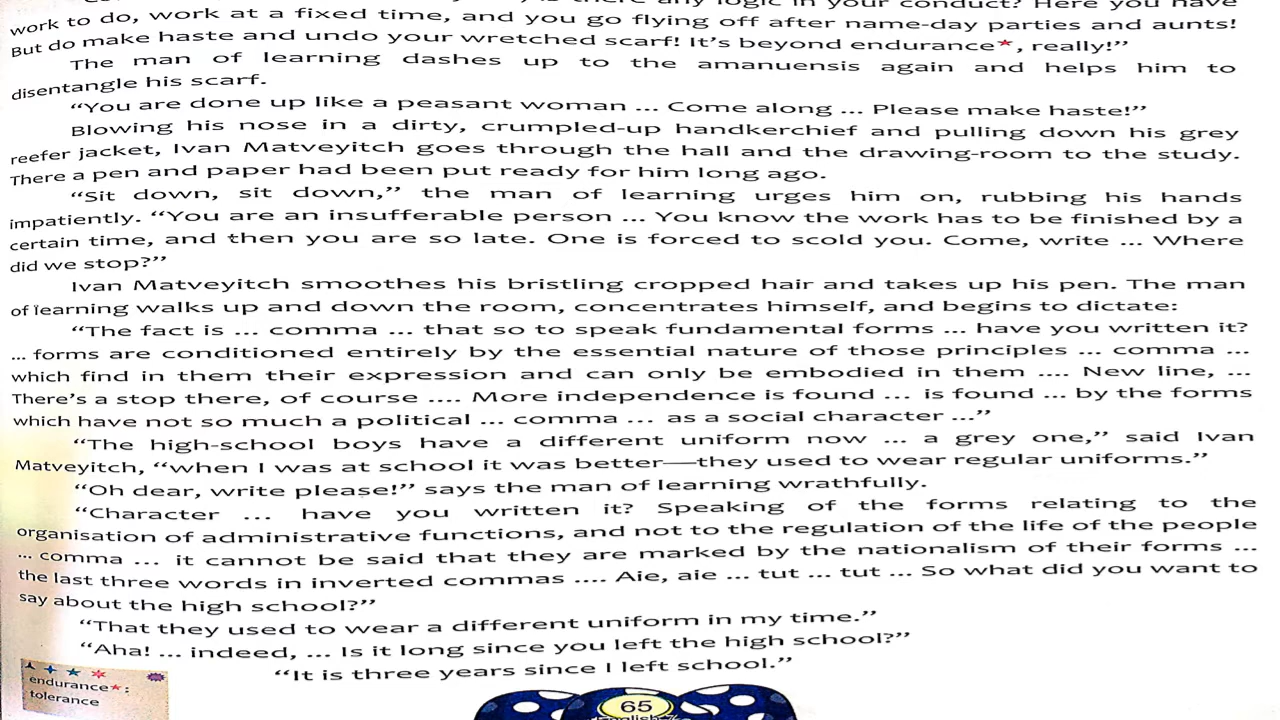 is there any logic in your conduct? Here you have
work to do, work at a fixed time, and you go flying off after name-day parties and aunts!
But do make haste and undo your wretched scarf! It's beyond endurance*, really!”
The man of learning dashes up to the amanuensis again and helps him to
disentangle his scarf.
“You are done up like a peasant woman ... Come along ... Please make haste!”
Blowing his nose in a dirty, crumpled-up handkerchief and pulling down his grey
reefer jacket, Ivan Matveyitch goes through the hall and the drawing-room to the study.
There a pen and paper had been put ready for him long ago.
“Sit down, sit down,” the man of learning urges him on, rubbing his hands
impatiently. “You are an insufferable person ... You know the work has to be finished by a
certain time, and then you are so late. One is forced to scold you. Come, write ... Where
did we stop?”
Ivan Matveyitch smoothes his bristling cropped hair and takes up his pen. The man
of learning walks up and down the room, concentrates himself, and begins to dictate:
“The fact is ... comma ... that so to speak fundamental forms ... have you written it?
... forms are conditioned entirely by the essential nature of those principles ... comma ...
which find in them their expression and can only be embodied in them .... New line, ...
There's a stop there, of course .... More independence is found ... is found ... by the forms
which have not so much a political ... comma ... as a social character ...”
“The high-school boys have a different uniform now ... a grey one,” said Ivan
Matveyitch, “when I was at school it was better—they used to wear regular uniforms.”
“Oh dear, write please!” says the man of learning wrathfully.
“Character ... have you written it? Speaking of the forms relating to the
organisation of administrative functions, and not to the regulation of the life of the people
... comma ... it cannot be said that they are marked by the nationalism of their forms ...
the last three words in inverted commas .... Aie, aie ... tut ... tut ... So what did you want to
say about the high school?”
“That they used to wear a different uniform in my time.”
“Aha! ... indeed, ... Is it long since you left the high school?”
“It is three years since I left school.”
endurance*:
tolerance
65